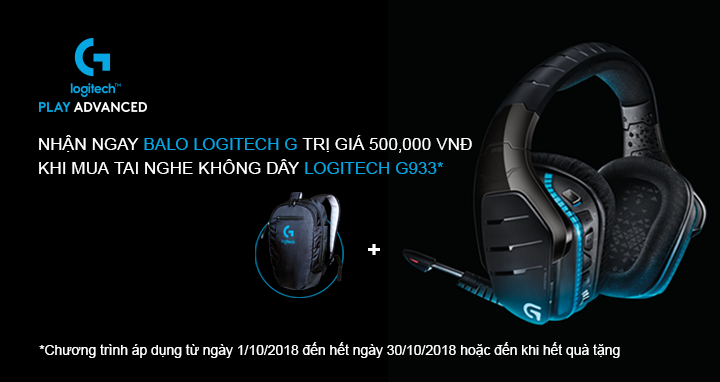 logitech™
PLAY ADVANCED
NHẬN NGAY BALO LOGITECH G TRỊ GIÁ 500,000 VNĐ
KHI MUA TAI NGHE KHÔNG DÂY LOGITECH G933*
G
logitech
+
G
*Chương trình áp dụng từ ngày 1/10/2018 đến hết ngày 30/10/2018 hoặc đến khi hết quà tặng